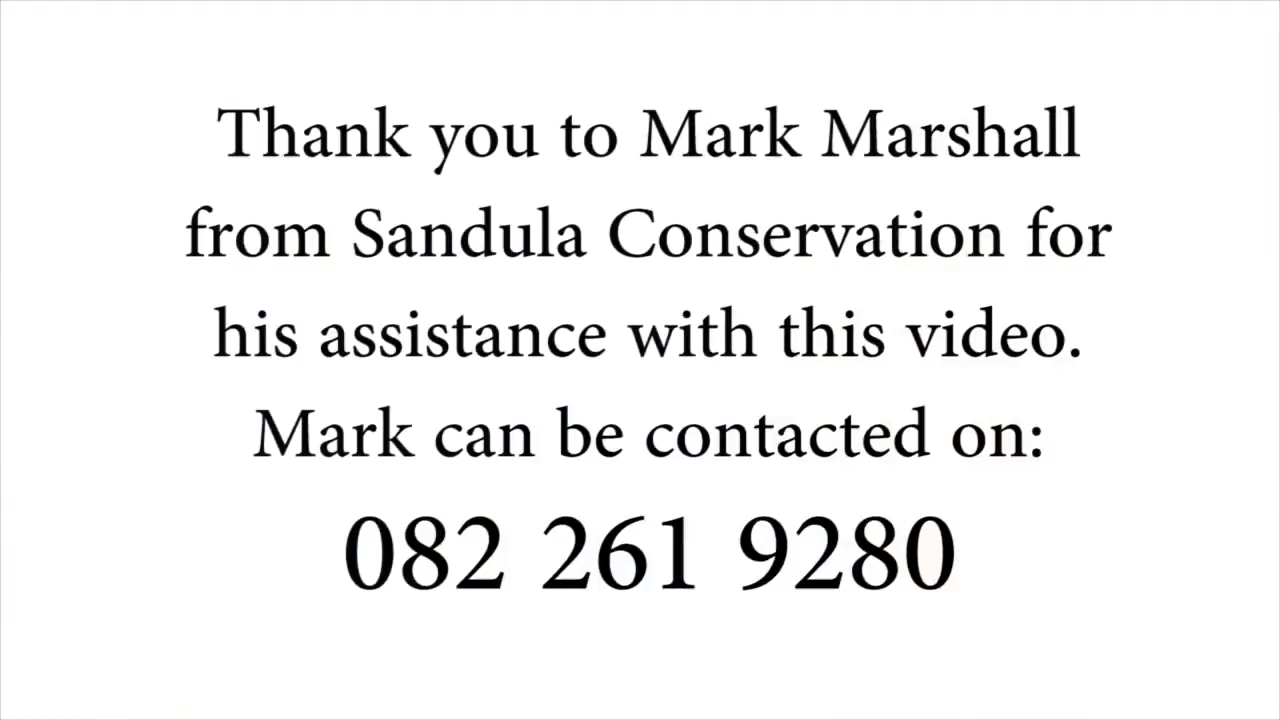 Thank you to Mark Marshall
from Sandula Conservation for
his assistance with this video.
Mark can be contacted on:
082 261 9280